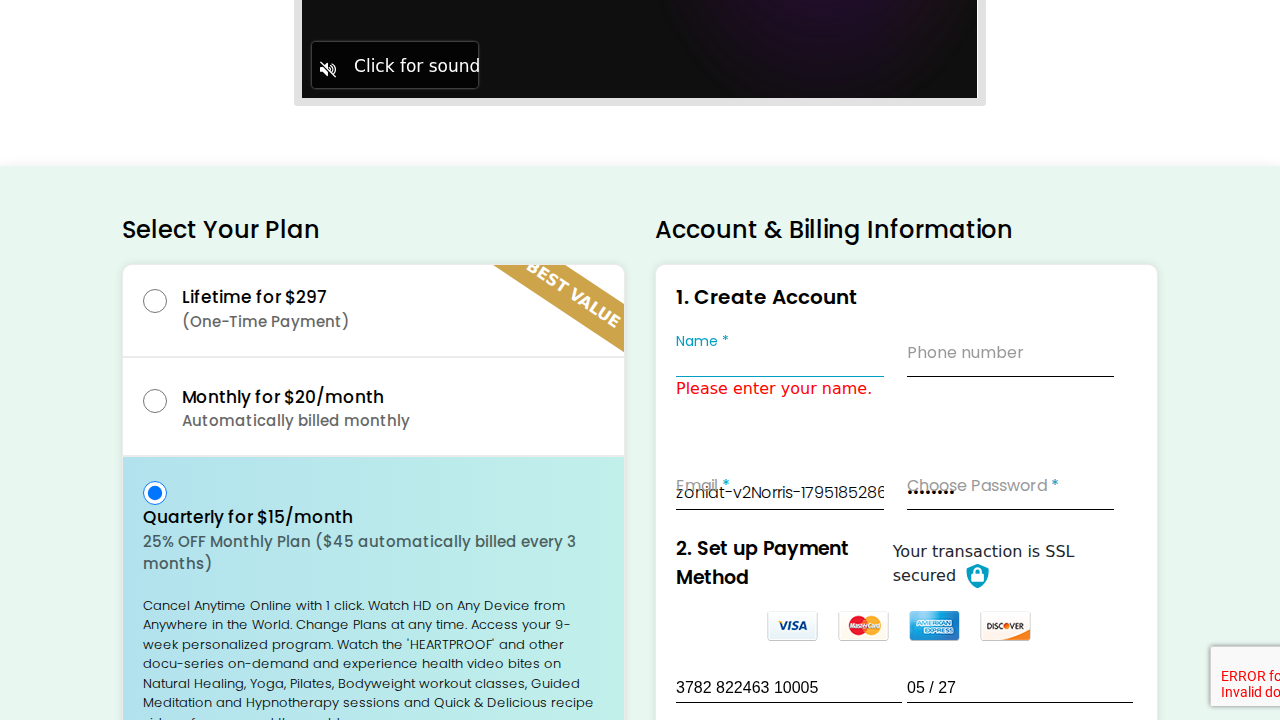 Click for sound
Select Your Plan
Account & Billing Information
BEST VALUE
Lifetime for $297
(One-Time Payment)
Monthly for $20/month
Automatically billed monthly
Quarterly for $15/month
25% OFF Monthly Plan ($45 automatically billed every 3
months)
Cancel Anytime Online with 1 click. Watch HD on Any Device from
Anywhere in the World. Change Plans at any time. Access your 9-
week personalized program. Watch the 'HEARTPROOF' and other
docu-series on-demand and experience health video bites on
Natural Healing, Yoga, Pilates, Bodyweight workout classes, Guided
Meditation and Hypnotherapy sessions and Quick & Delicious recipe
1. Create Account
Name *
Phone number
Please enter your name.
Email *
zoniat-v2Norris-1795185286
Choose Password *
••••••••
2. Set up Payment
Method
Your transaction is SSL
secured
VISA
MasterCard
AMERICAN
EXPRESS
DISCOVER
3782 822463 10005
05 / 27
ERROR fo
Invalid do